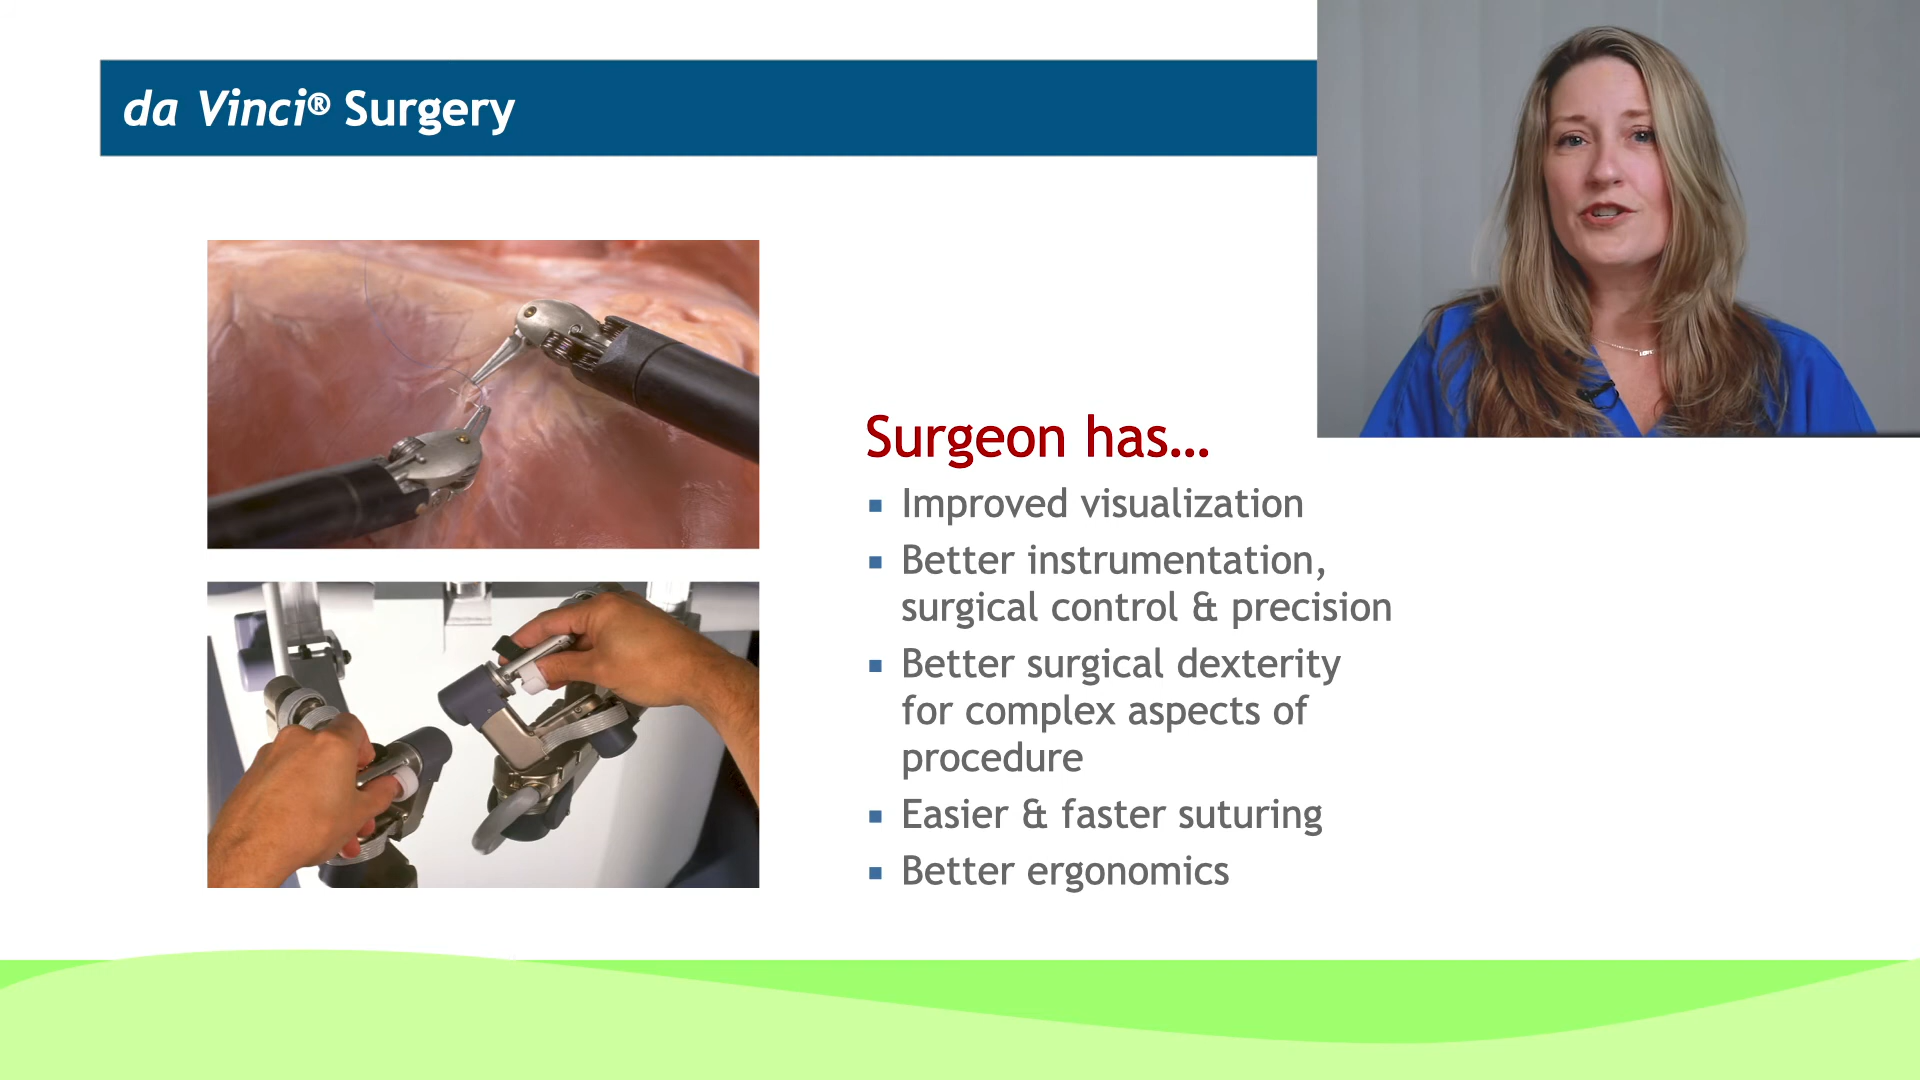 da Vinci® Surgery
Surgeon has...
▪ Improved visualization
▪ Better instrumentation,
surgical control & precision
▪ Better surgical dexterity
for complex aspects of
procedure
▪ Easier & faster suturing
▪ Better ergonomics